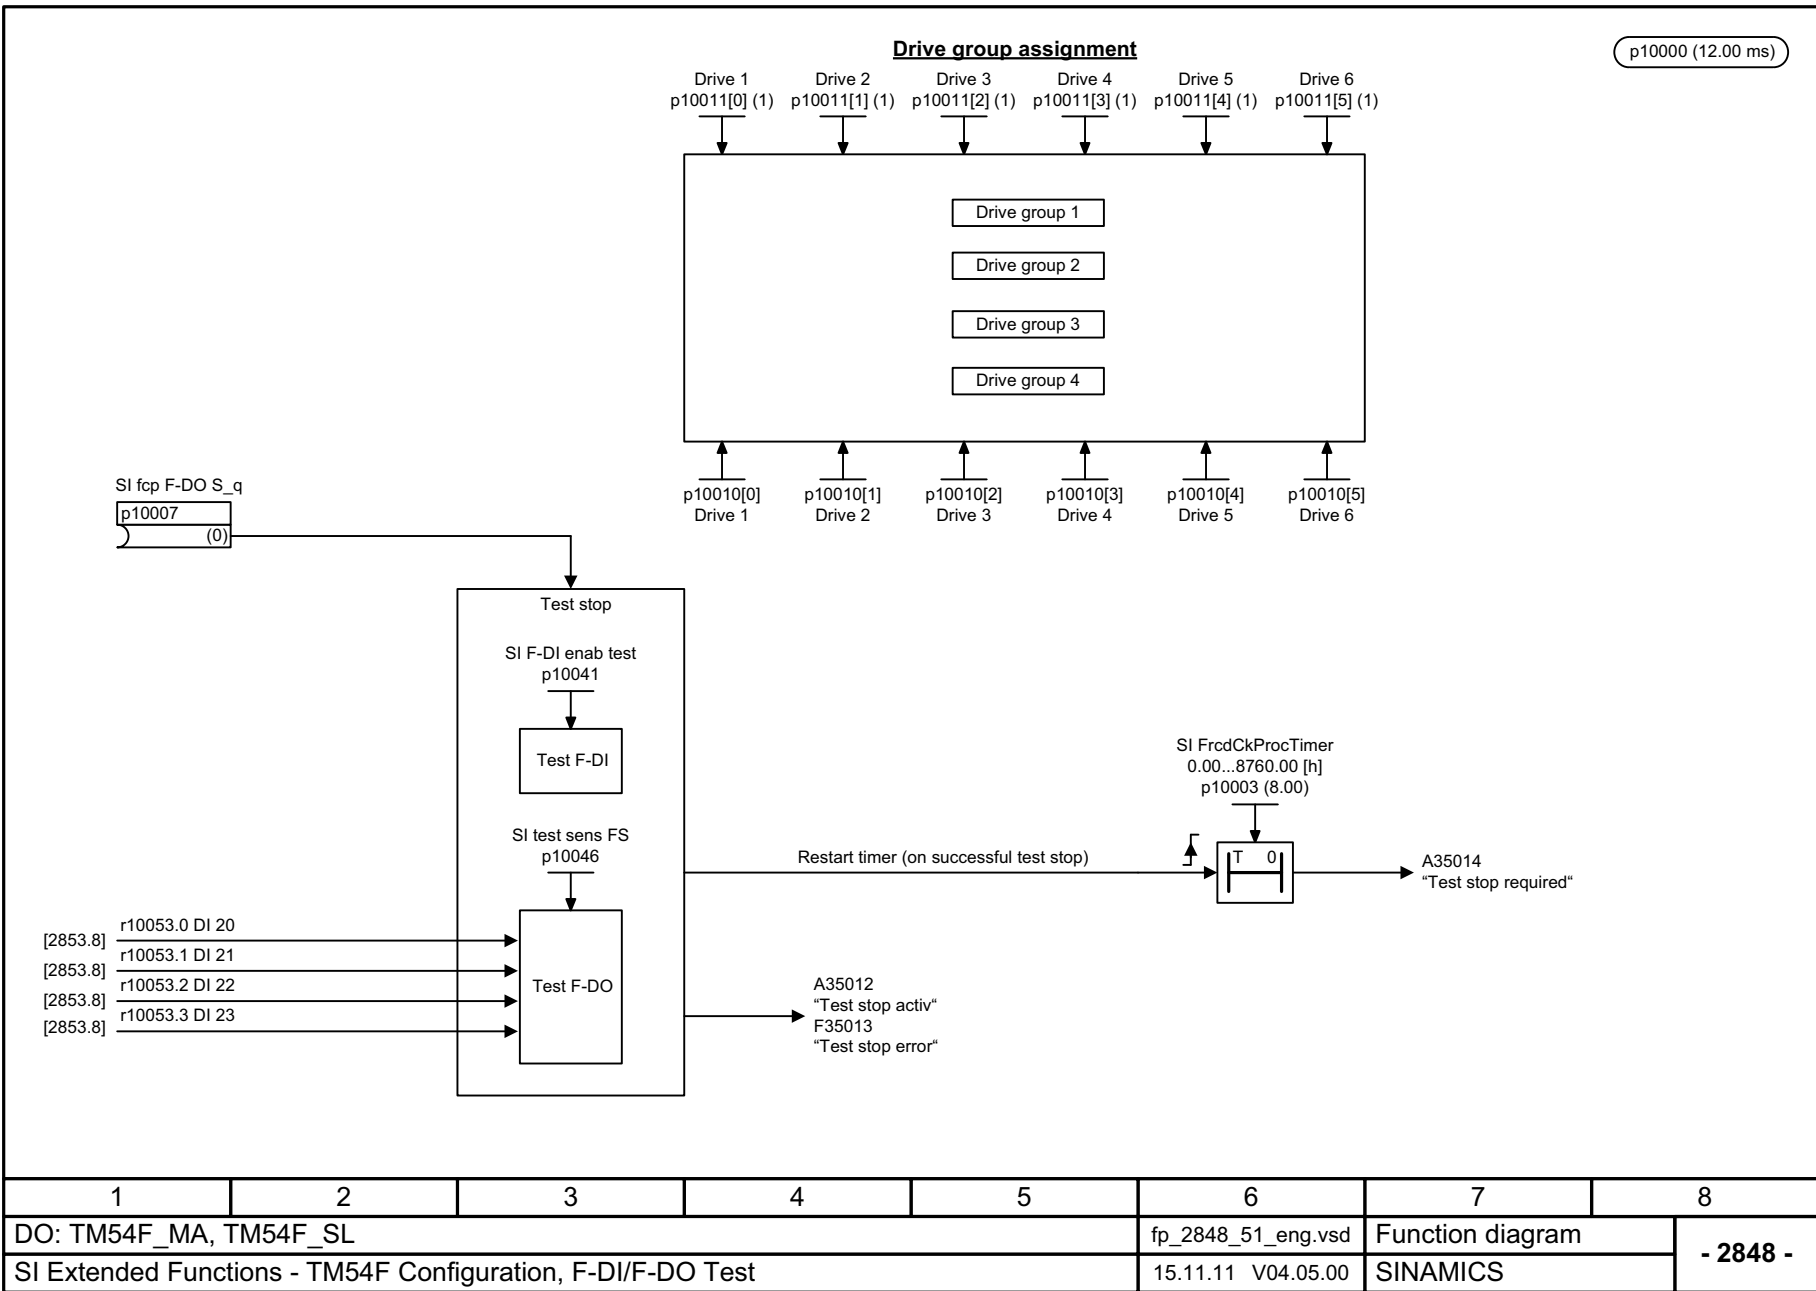 Drive group assignment
p10000 (12.00 ms)
Drive 1 Drive 2 Drive 3 Drive 4 Drive 5 Drive 6
p10011[0] (1) p10011[1] (1) p10011[2] (1) p10011[3] (1) p10011[4] (1) p10011[5] (1)
Drive group 1
Drive group 2
Drive group 3
Drive group 4
p10010[0] p10010[1] p10010[2] p10010[3] p10010[4] p10010[5]
Drive 1 Drive 2 Drive 3 Drive 4 Drive 5 Drive 6
SI fcp F-DO S_q
p10007
(0)
Test stop
SI F-DI enab test
p10041
Test F-DI
SI test sens FS
p10046
Test F-DO
[2853.8] r10053.0 DI 20
[2853.8] r10053.1 DI 21
[2853.8] r10053.2 DI 22
[2853.8] r10053.3 DI 23
Restart timer (on successful test stop)
SI FrcdCkProcTimer
0.00...8760.00 [h]
p10003 (8.00)
T 0
A35014
“Test stop required“
A35012
“Test stop activ“
F35013
“Test stop error“
1 2 3 4 5 6 7 8
DO: TM54F_MA, TM54F_SL fp_2848_51_eng.vsd Function diagram
- 2848 -
SI Extended Functions - TM54F Configuration, F-DI/F-DO Test 15.11.11 V04.05.00 SINAMICS